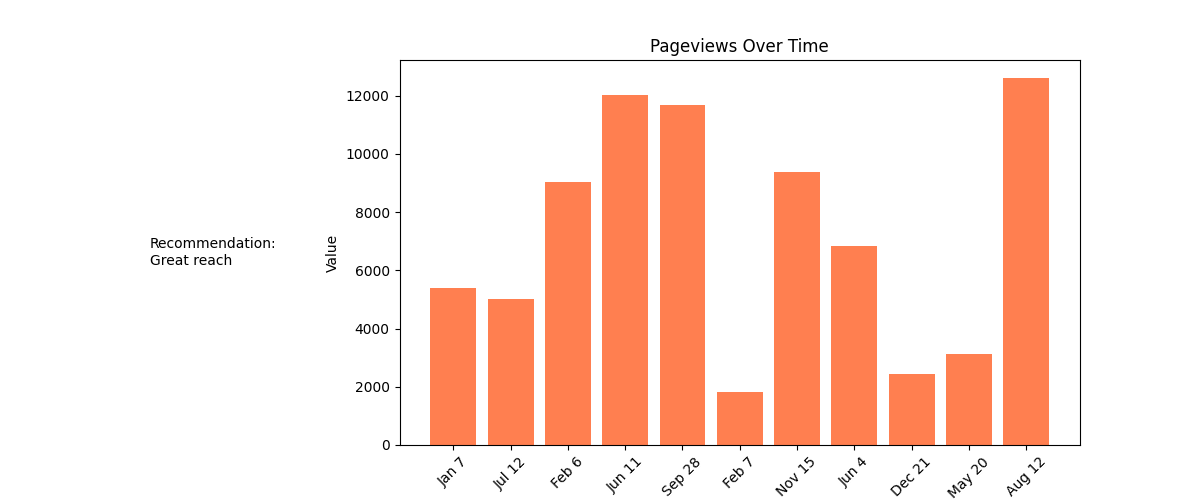 Pageviews Over Time
Recommendation:
Great reach
Value
12000
10000
8000
6000
4000
2000
0
Jan 7
Jul 12
Feb 6
Jun 11
Sep 28
Feb 7
Nov 15
Jun 4
Dec 21
May 20
Aug 12